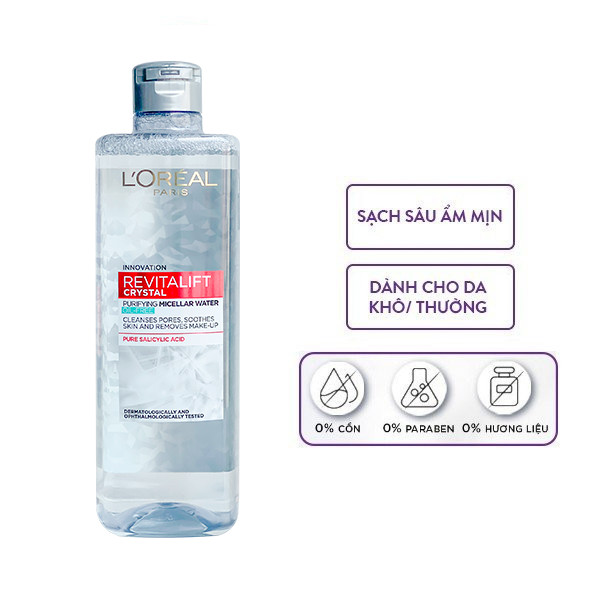 L'ORÉAL
PARIS
INNOVATION
REVITALIFT
CRYSTAL
PURIFYING MICELLAR WATER
OIL-FREE
CLEANSES PORES, SOOTHES
SKIN AND REMOVES MAKE-UP
PURE SALICYLIC ACID
DERMATOLOGICALLY AND
OPHTHALMOLOGICALLY TESTED
SẠCH SÂU ẨM MỊN
DÀNH CHO DA
KHÔ/ THƯỜNG
0% CỒN
0% PARABEN
0% HƯƠNG LIỆU